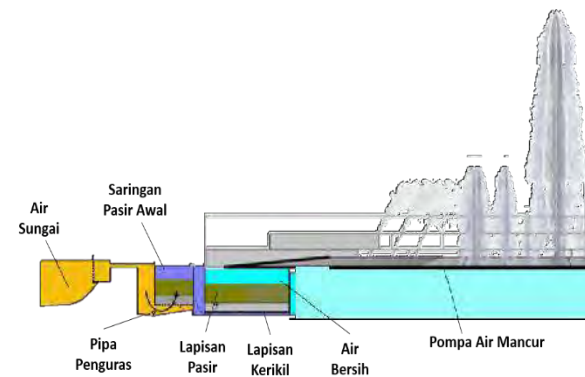 Saringan
Pasir Awal
Air
Sungai
Pipa
Penguras
Lapisan
Pasir
Lapisan
Kerikil
Air
Bersih
Pompa Air Mancur